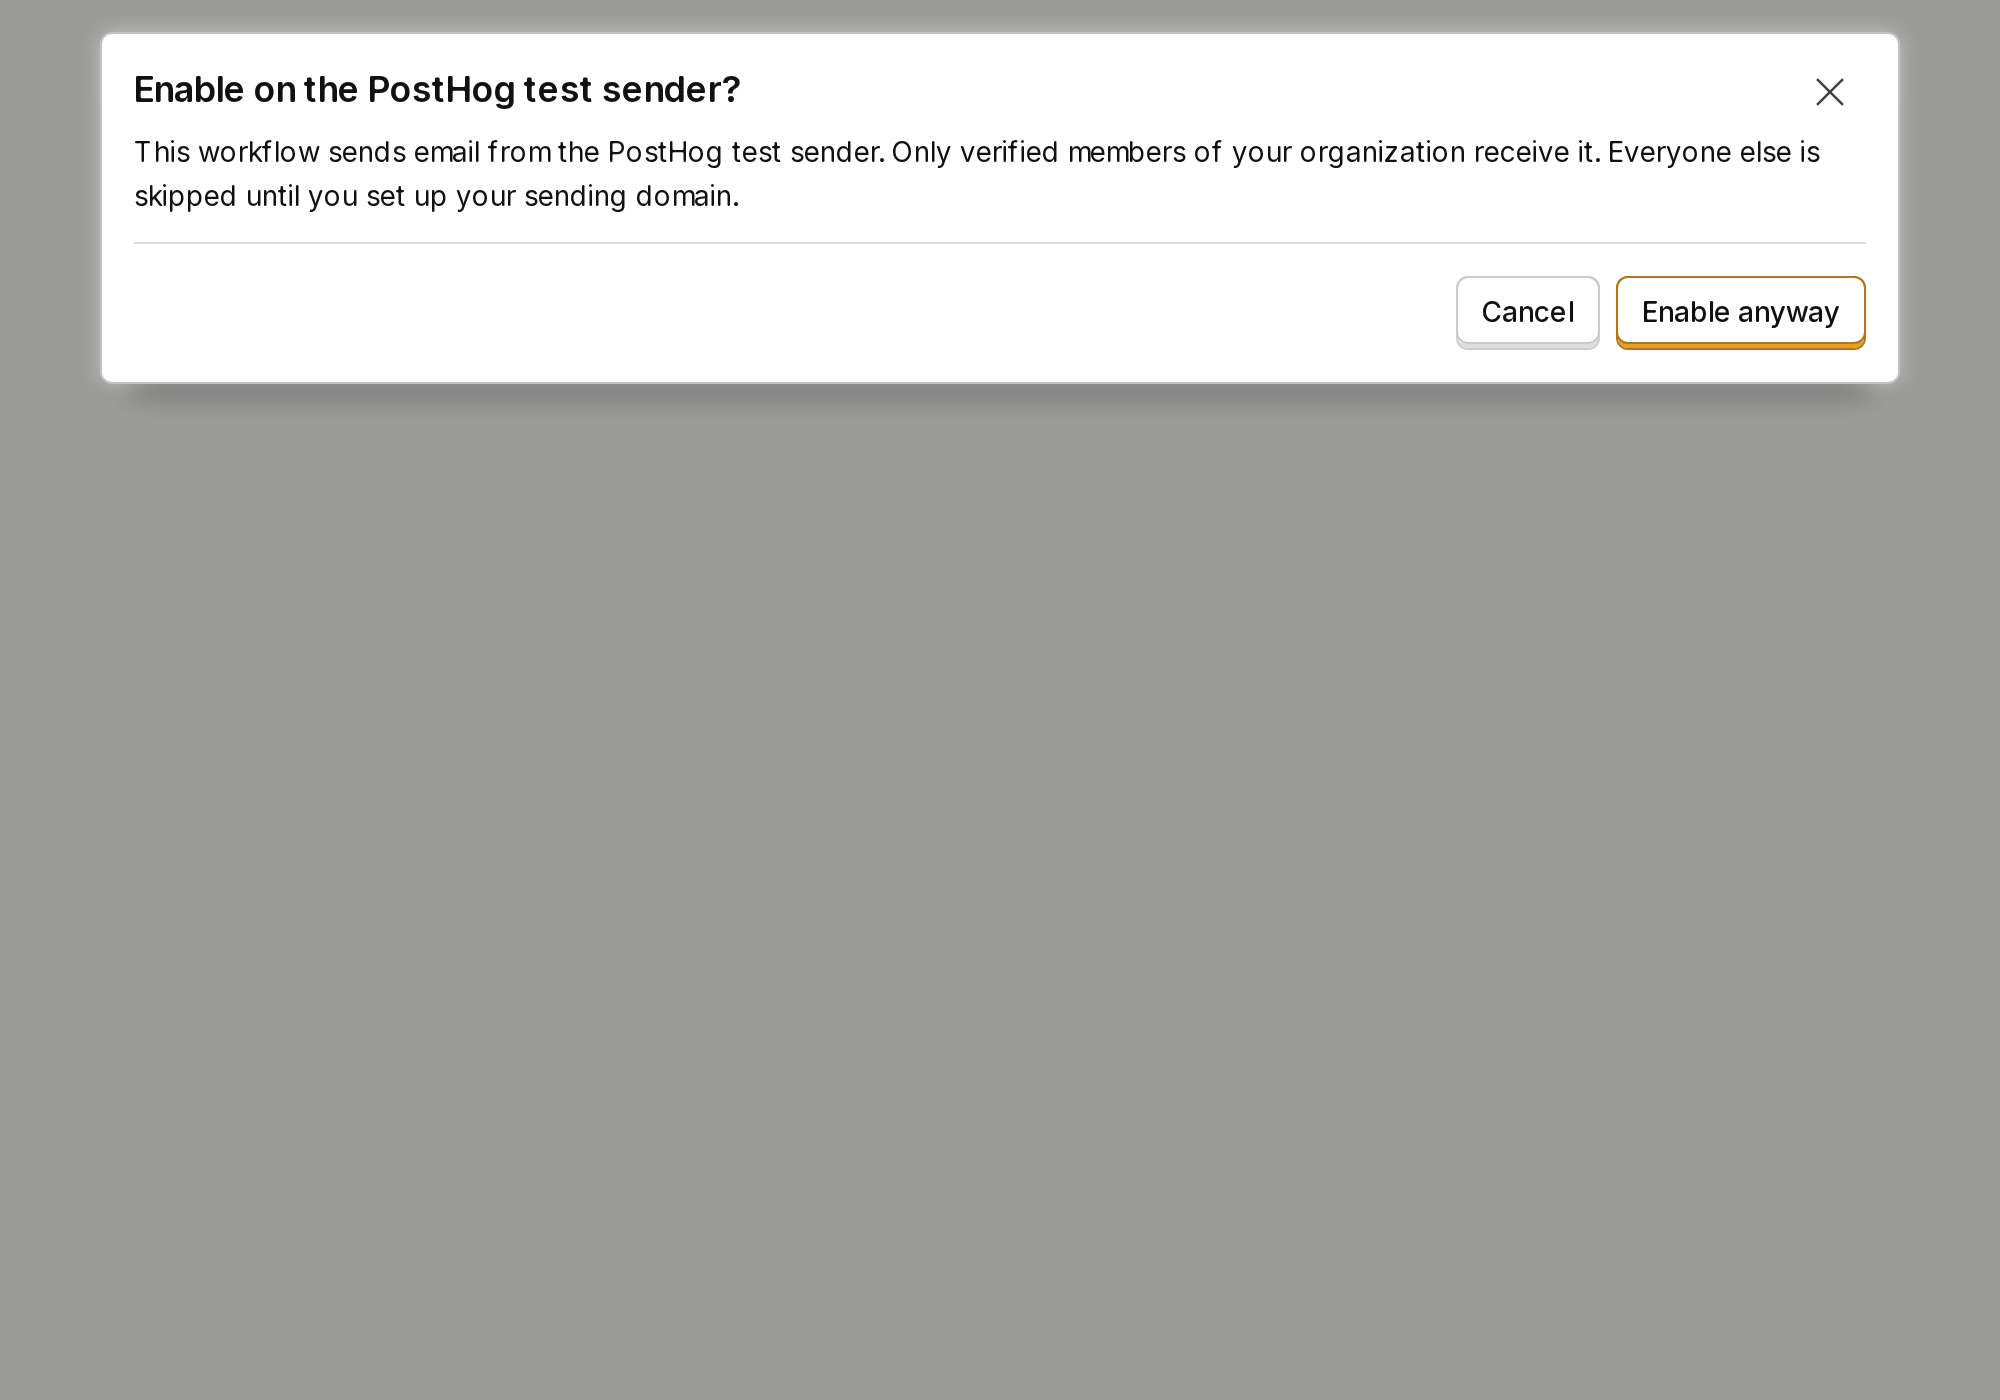 Enable on the PostHog test sender?
This workflow sends email from the PostHog test sender. Only verified members of your organization receive it. Everyone else is
skipped until you set up your sending domain.
Cancel
Enable anyway